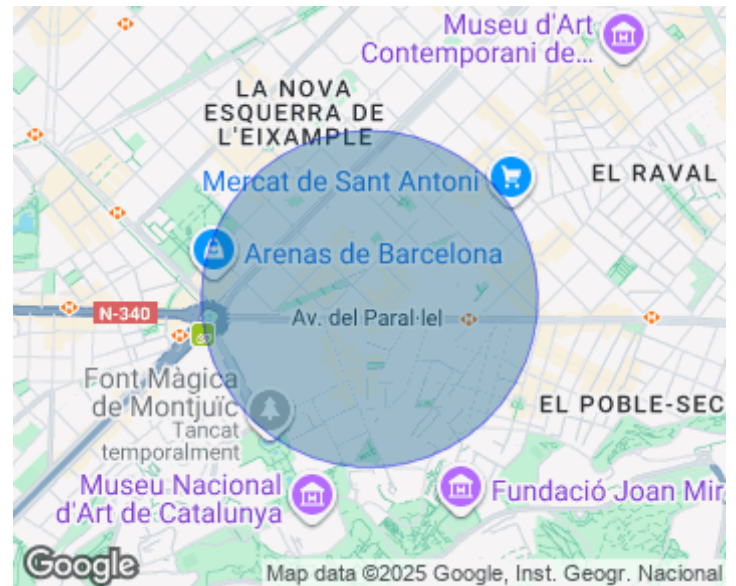 Museu d'Art
Contemporani de...
LA NOVA
ESQUERRA DE
L'EIXAMPLE
Mercat de Sant Antoni
EL RAVAL
Arenas de Barcelona
N-340
Av. del Paral·lel
Font Màgica
de Montjuïc
Tancat
temporalment
EL POBLE-SEC
Museu Nacional
d'Art de Catalunya
Fundació Joan Mir
Google
Map data ©2025 Google, Inst. Geogr. Nacional